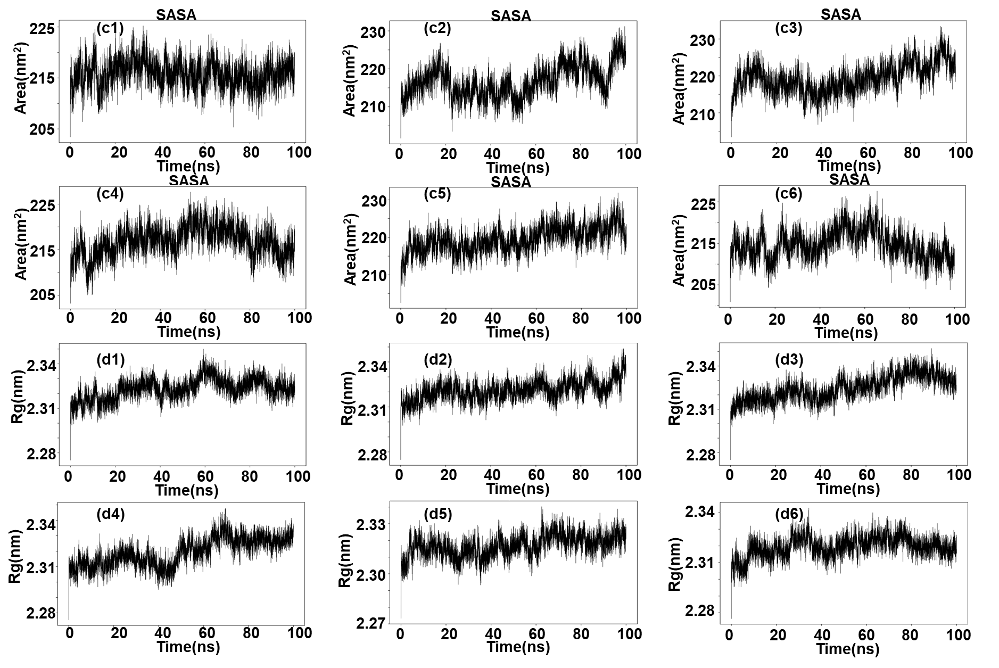 SASA
(c1)
Area(nm²)
225
215
205
0 20 40 60 80 100
Time(ns)
SASA
(c2)
Area(nm²)
230
220
210
0 20 40 60 80 100
Time(ns)
SASA
(c3)
Area(nm²)
230
220
210
0 20 40 60 80 100
Time(ns)
SASA
(c4)
Area(nm²)
225
215
205
0 20 40 60 80 100
Time(ns)
SASA
(c5)
Area(nm²)
230
220
210
0 20 40 60 80 100
Time(ns)
SASA
(c6)
Area(nm²)
225
215
205
0 20 40 60 80 100
Time(ns)
(d1)
Rg(nm)
2.34
2.31
2.28
0 20 40 60 80 100
Time(ns)
(d2)
Rg(nm)
2.34
2.31
2.28
0 20 40 60 80 100
Time(ns)
(d3)
Rg(nm)
2.34
2.31
2.28
0 20 40 60 80 100
Time(ns)
(d4)
Rg(nm)
2.34
2.31
2.28
0 20 40 60 80 100
Time(ns)
(d5)
Rg(nm)
2.33
2.30
2.27
0 20 40 60 80 100
Time(ns)
(d6)
Rg(nm)
2.34
2.31
2.28
0 20 40 60 80 100
Time(ns)